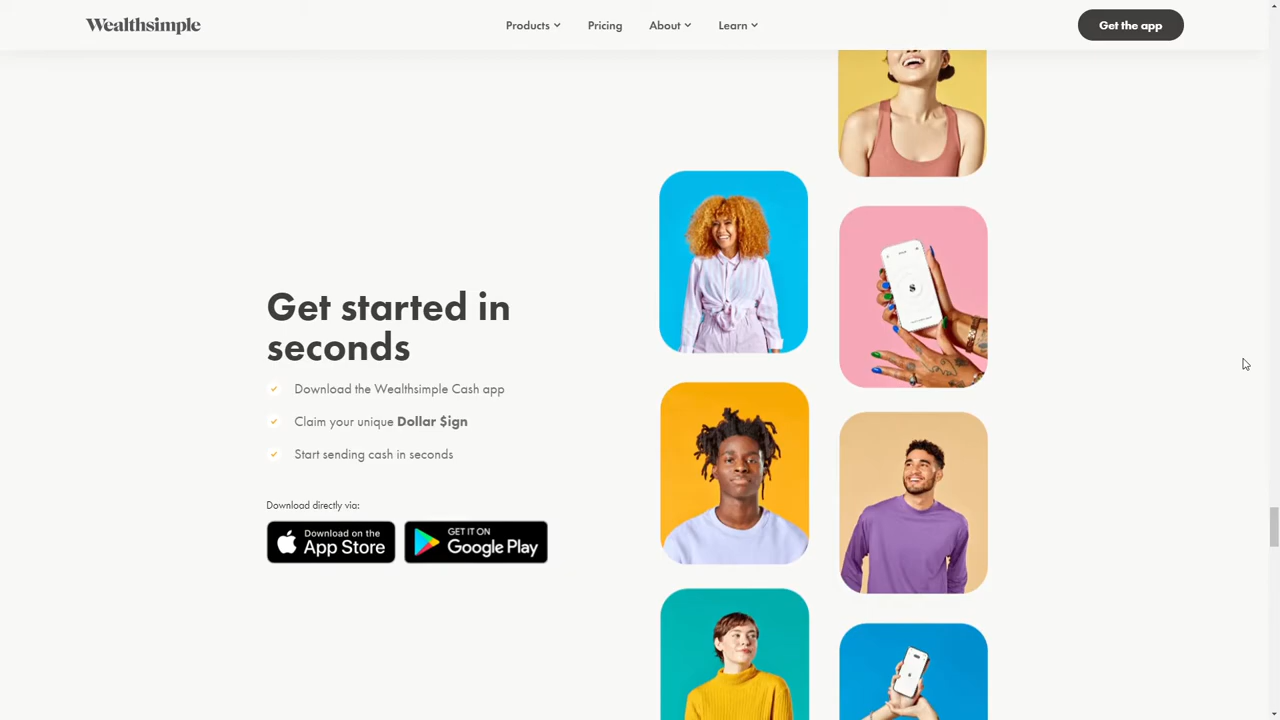 Wealthsimple
Products
Pricing
About
Learn
Get the app
Get started in
seconds
Download the Wealthsimple Cash app
Claim your unique Dollar $ign
Start sending cash in seconds
Download directly via:
Download on the
App Store
GET IT ON
Google Play
$